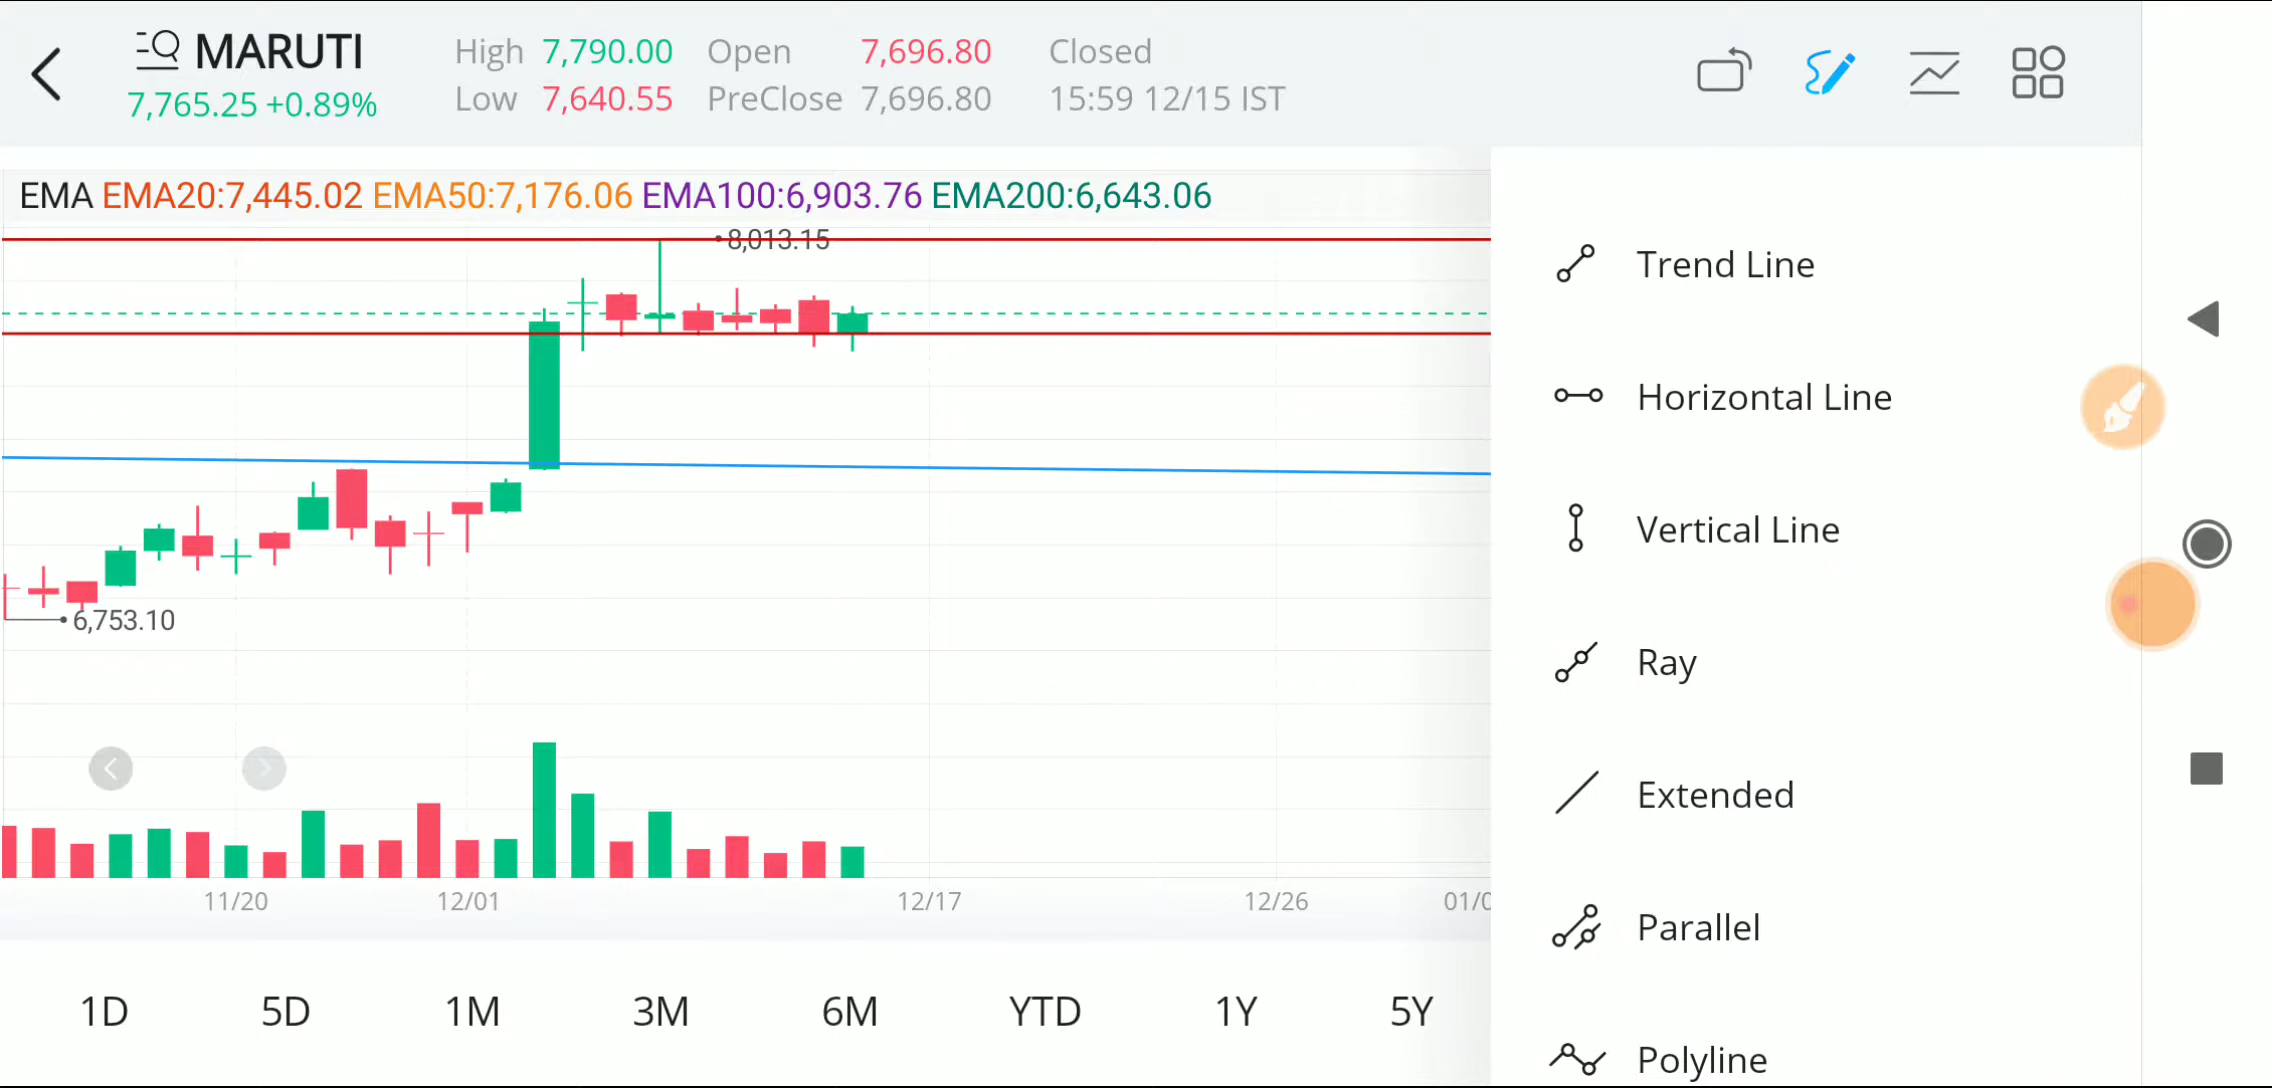 MARUTI
7,765.25 +0.89%
High 7,790.00 Open 7,696.80 Closed
Low 7,640.55 PreClose 7,696.80 15:59 12/15 IST
EMA EMA20:7,445.02 EMA50:7,176.06 EMA100:6,903.76 EMA200:6,643.06
8,013.15
6,753.10
11/20 12/01 12/17 12/26 01/0
1D 5D 1M 3M 6M YTD 1Y 5Y
Trend Line
Horizontal Line
Vertical Line
Ray
Extended
Parallel
Polyline